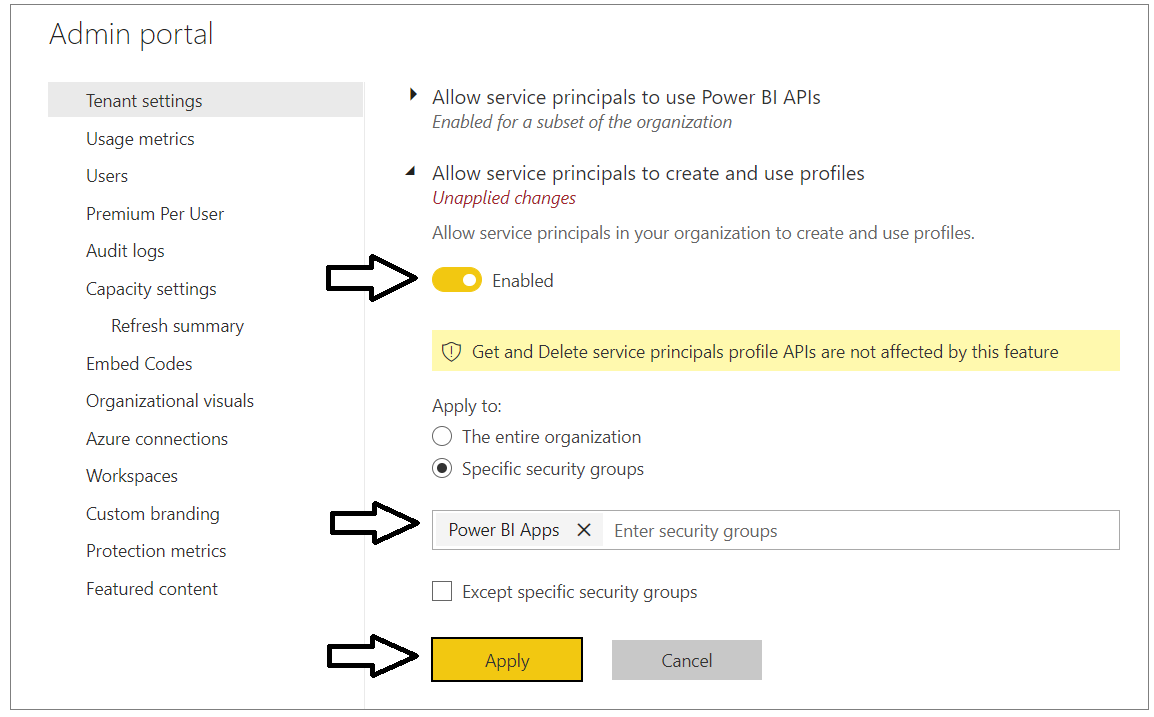 Admin portal
Tenant settings
Usage metrics
Users
Premium Per User
Audit logs
Capacity settings
Refresh summary
Embed Codes
Organizational visuals
Azure connections
Workspaces
Custom branding
Protection metrics
Featured content
Allow service principals to use Power BI APIs
Enabled for a subset of the organization
Allow service principals to create and use profiles
Unapplied changes
Allow service principals in your organization to create and use profiles.
Enabled
Get and Delete service principals profile APIs are not affected by this feature
Apply to:
The entire organization
Specific security groups
Power BI Apps Enter security groups
Except specific security groups
Apply Cancel